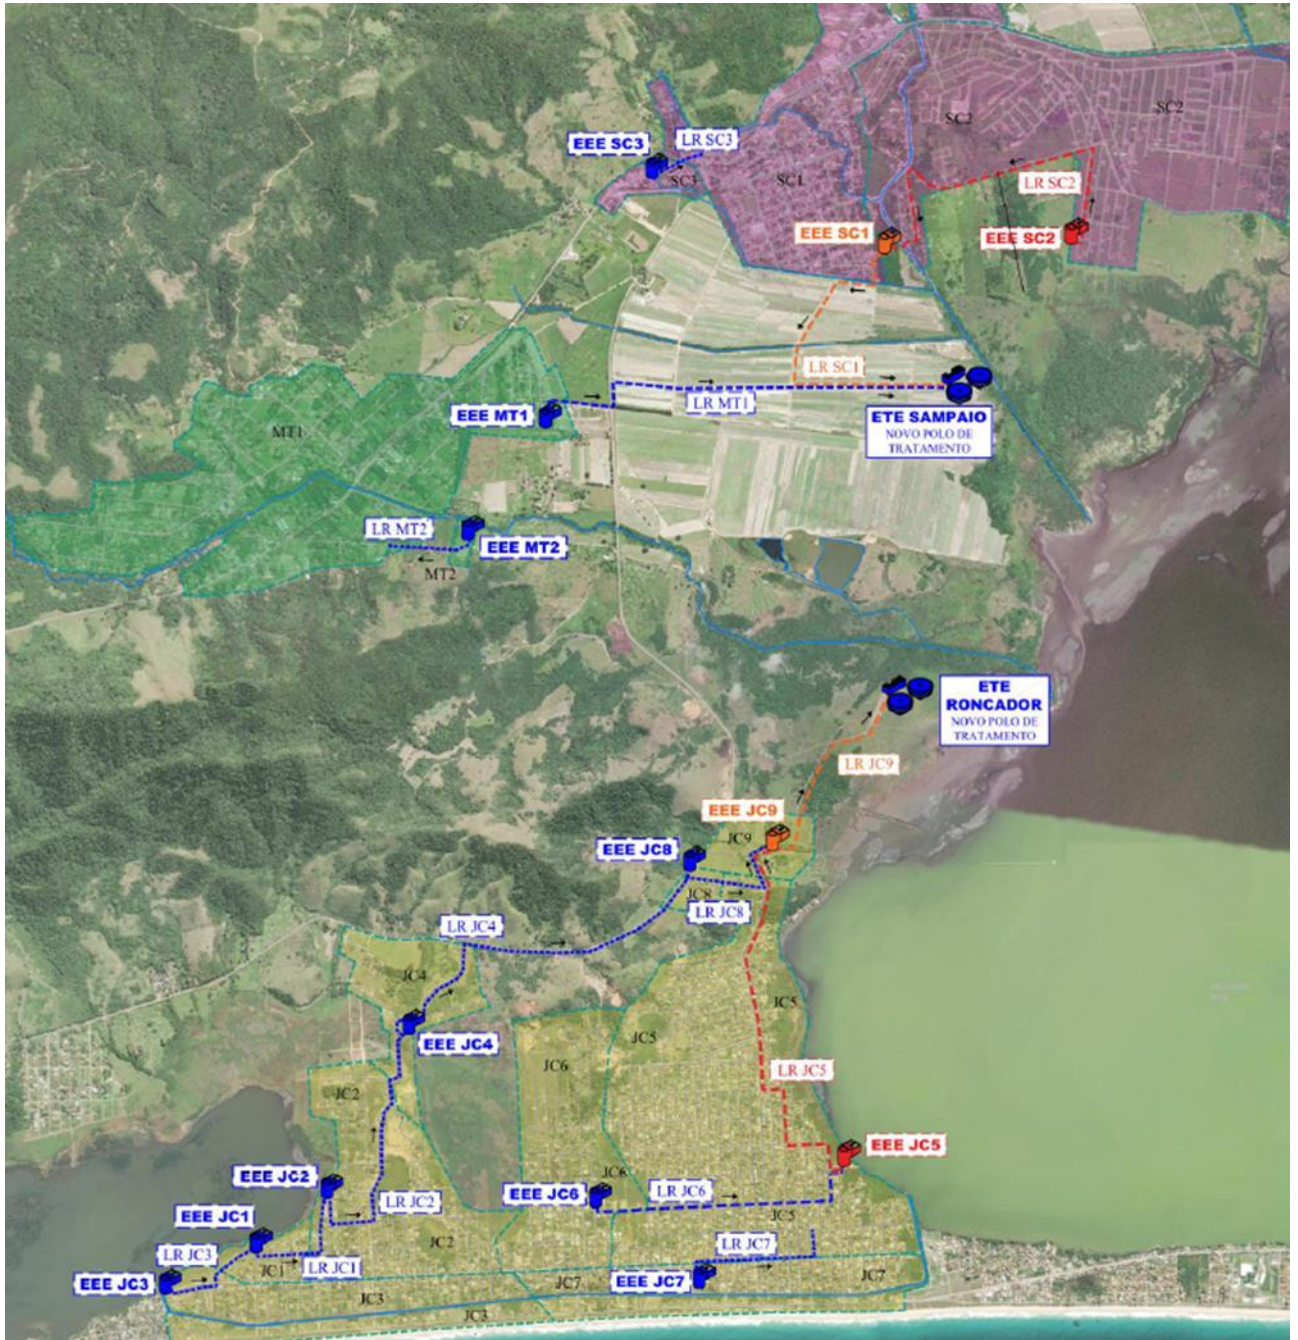 SC2
SC2
EEE SC3
LR SC3
SC3
SC1
LR SC2
EEE SC1
EEE SC2
LR SC1
MT1
EEE MT1
LR MT1
ETE SAMPAIO
NOVO POLO DE
TRATAMENTO
LR MT2
EEE MT2
MT2
ETE
RONCADOR
NOVO POLO DE
TRATAMENTO
LR JC9
EEE JC9
JC9
EEE JC8
JC8
LR JC8
LR JC4
JC4
JC5
JC5
EEE JC4
JC6
LR JC5
JC2
EEE JC5
JC6
EEE JC2
LR JC2
EEE JC6
LR JC6
JC5
EEE JC1
JC2
LR JC3
LR JC7
JC1
LR JC1
EEE JC3
JC7
EEE JC7
JC7
JC3
JC3